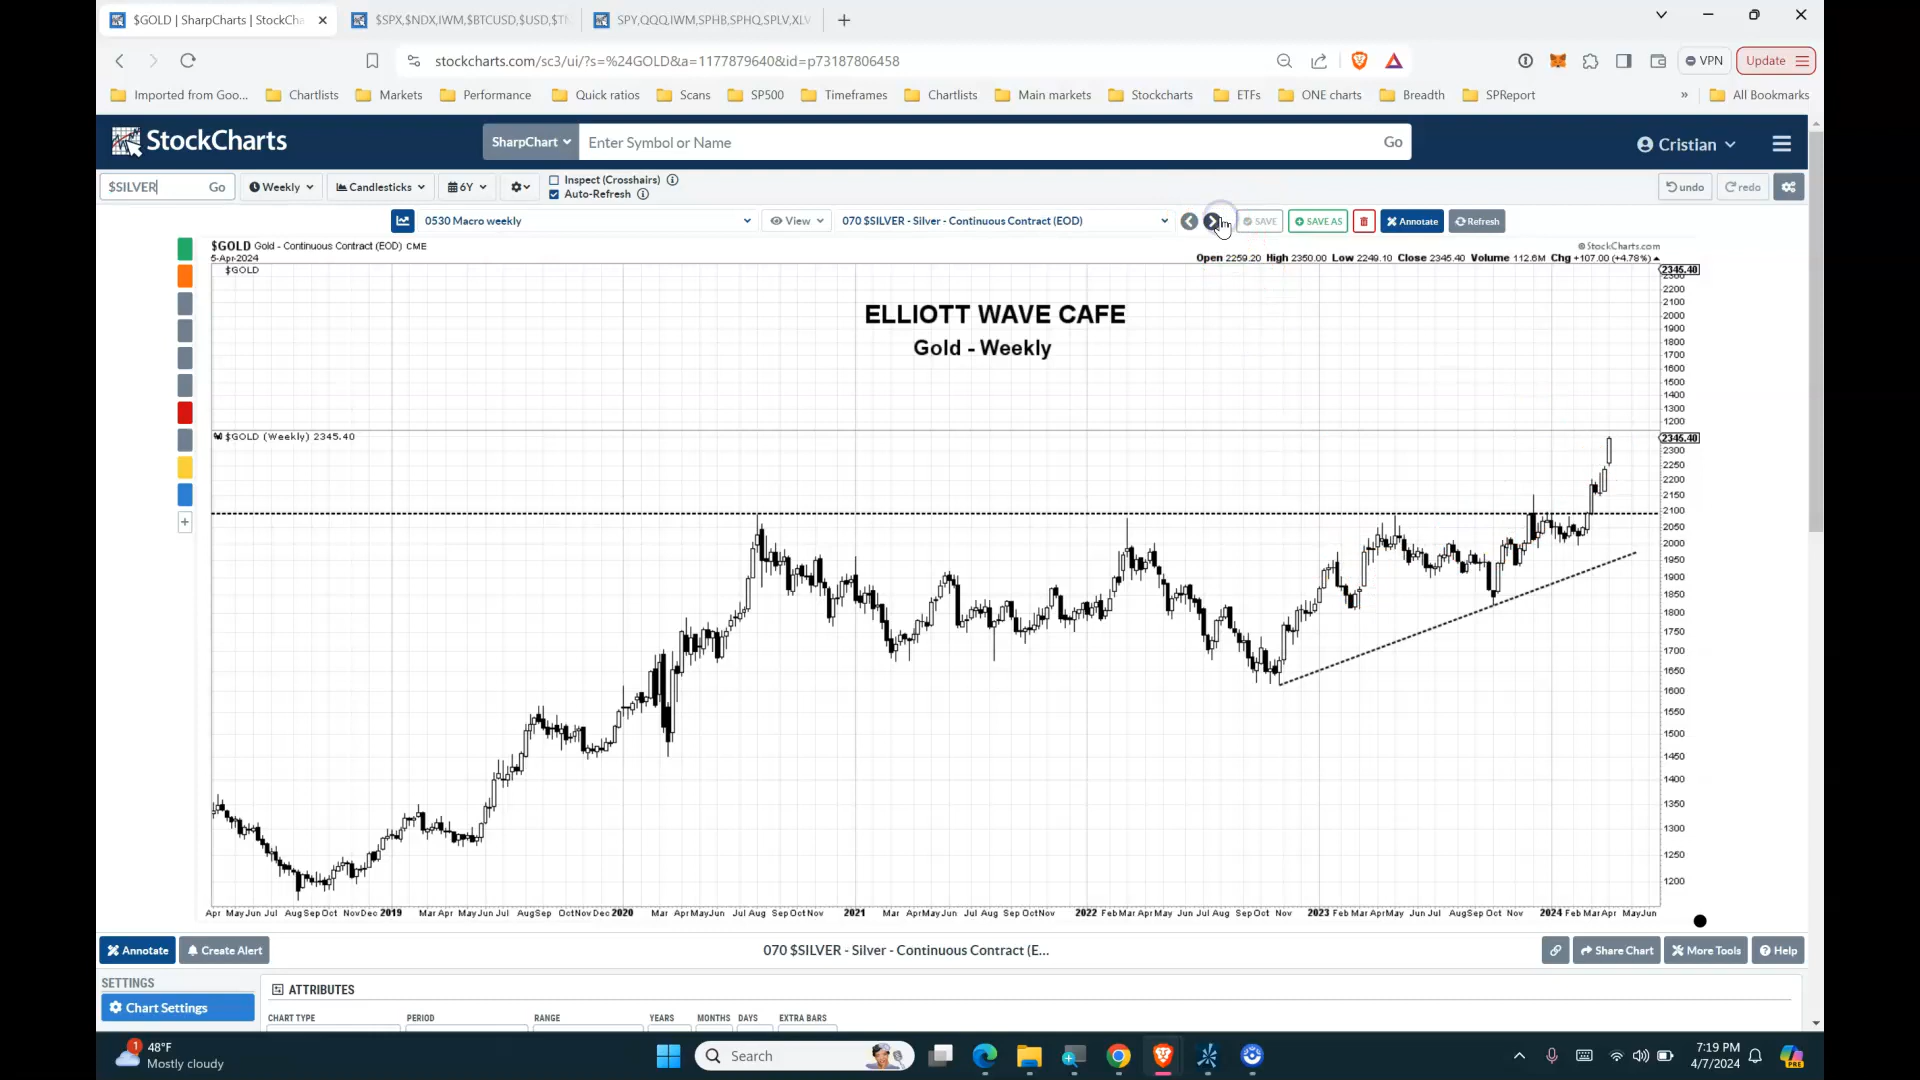 $GOLD | SharpCharts | StockCha
$SPX,$NDX,IWM,$BTCUSD,$USD,$TN
SPY,QQQ,IWM,SPHB,SPHQ,SPLV,XLV
stockcharts.com/sc3/ui/?s=%24GOLD&a=1177879640&id=p73187806458
VPN
Update
Imported from Goo...
Chartlists
Markets
Performance
Quick ratios
Scans
SP500
Timeframes
Chartlists
Main markets
Stockcharts
ETFs
ONE charts
Breadth
SPReport
»
All Bookmarks
StockCharts
SharpChart
Enter Symbol or Name
Go
Cristian
$SILVER
Go
Weekly
Candlesticks
6Y
Inspect (Crosshairs)
Auto-Refresh
undo
redo
0530 Macro weekly
View
070 $SILVER - Silver - Continuous Contract (EOD)
SAVE
SAVE AS
Annotate
Refresh
$GOLD Gold - Continuous Contract (EOD) CME
© StockCharts.com
5-Apr-2024
Open 2259.20 High 2350.00 Low 2249.10 Close 2345.40 Volume 112.6M Chg +107.00 (+4.78%)
$GOLD
2345.40
2300
2200
2100
2000
1900
1800
1700
1600
1500
1400
1300
1200
ELLIOTT WAVE CAFE
Gold - Weekly
$GOLD (Weekly) 2345.40
2345.40
2300
2250
2200
2150
2100
2050
2000
1950
1900
1850
1800
1750
1700
1650
1600
1550
1500
1450
1400
1350
1300
1250
1200
Apr May Jun Jul Aug Sep Oct Nov Dec 2019 Mar Apr May Jun Jul Aug Sep Oct Nov Dec 2020 Mar Apr May Jun Jul Aug Sep Oct Nov 2021 Mar Apr May Jun Jul Aug Sep Oct Nov 2022 Feb Mar Apr May Jun Jul Aug Sep Oct Nov 2023 Feb Mar Apr May Jun Jul Aug Sep Oct Nov 2024 Feb Mar Apr May Jun
Annotate
Create Alert
070 $SILVER - Silver - Continuous Contract (E...
Share Chart
More Tools
Help
SETTINGS
Chart Settings
ATTRIBUTES
CHART TYPE
PERIOD
RANGE
YEARS
MONTHS
DAYS
EXTRA BARS
1
48°F
Mostly cloudy
Search
7:19 PM
4/7/2024
PRE